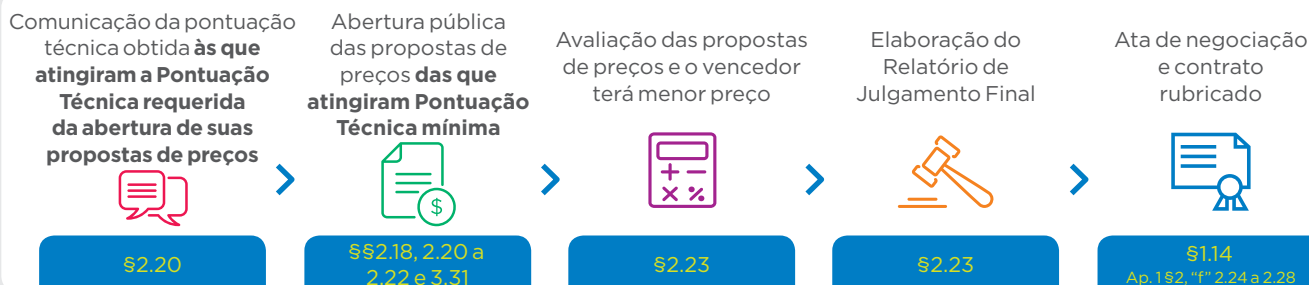 Comunicação da pontuação
técnica obtida às que
atingiram a Pontuação
Técnica requerida
da abertura de suas
propostas de preços
§2.20
Abertura pública
das propostas de
preços das que
atingiram Pontuação
Técnica mínima
$
§§2.18, 2.20 a
2.22 e 3.31
Avaliação das propostas
de preços e o vencedor
terá menor preço
§2.23
Elaboração do
Relatório de
Julgamento Final
§2.23
Ata de negociação
e contrato
rubricado
§1.14
Ap. 1 §2, “f” 2.24 a 2.28